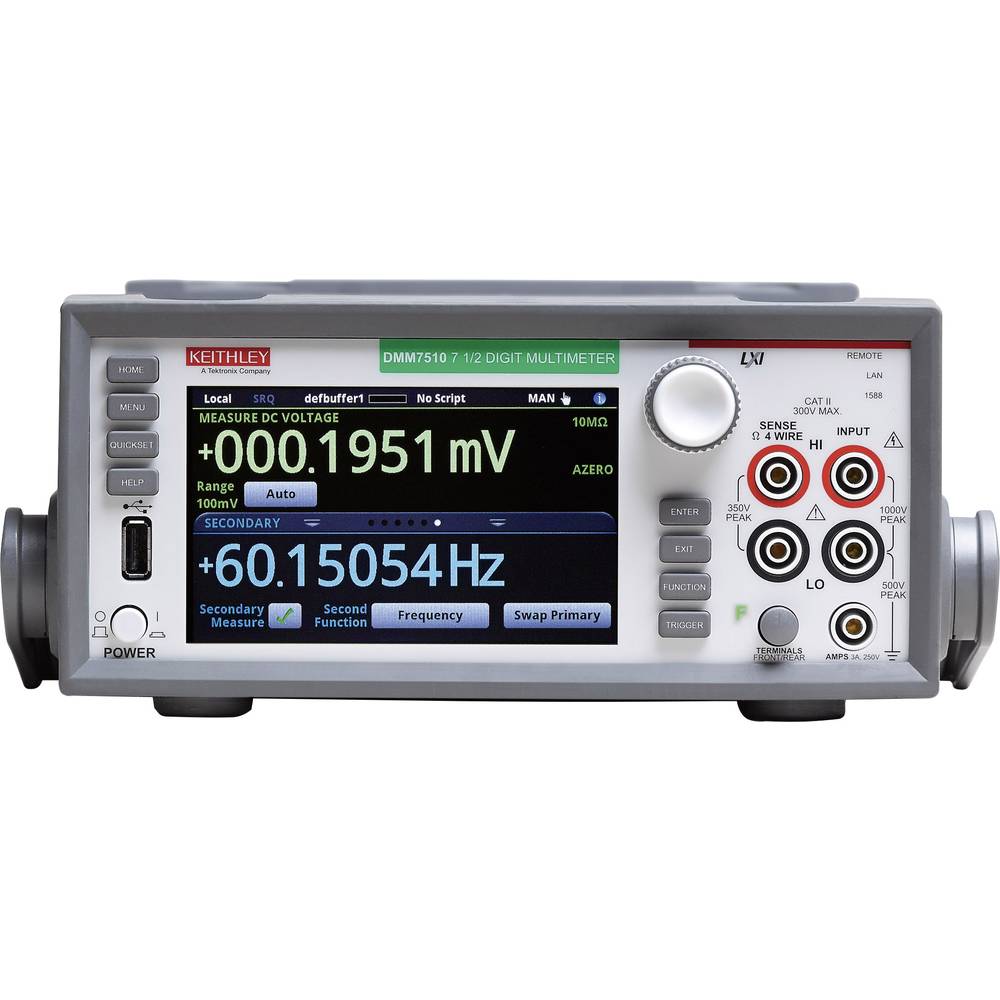 KEITHLEY
A Tektronix Company
DMM7510 7 1/2 DIGIT MULTIMETER
LXI
REMOTE
LAN
1588
HOME
MENU
QUICKSET
HELP
POWER
Local SRQ defbuffer1 No Script MAN i
MEASURE DC VOLTAGE
10MΩ
+000.1951 mV
AZERO
Range
100mV
Auto
SECONDARY
+60.15054 Hz
Secondary
Measure
Second
Function
Frequency
Swap Primary
ENTER
EXIT
FUNCTION
TRIGGER
CAT II
300V MAX.
SENSE
Ω 4 WIRE
INPUT
HI
350V
PEAK
1000V
PEAK
LO
500V
PEAK
F
TERMINALS
FRONT/REAR
AMPS 3A, 250V